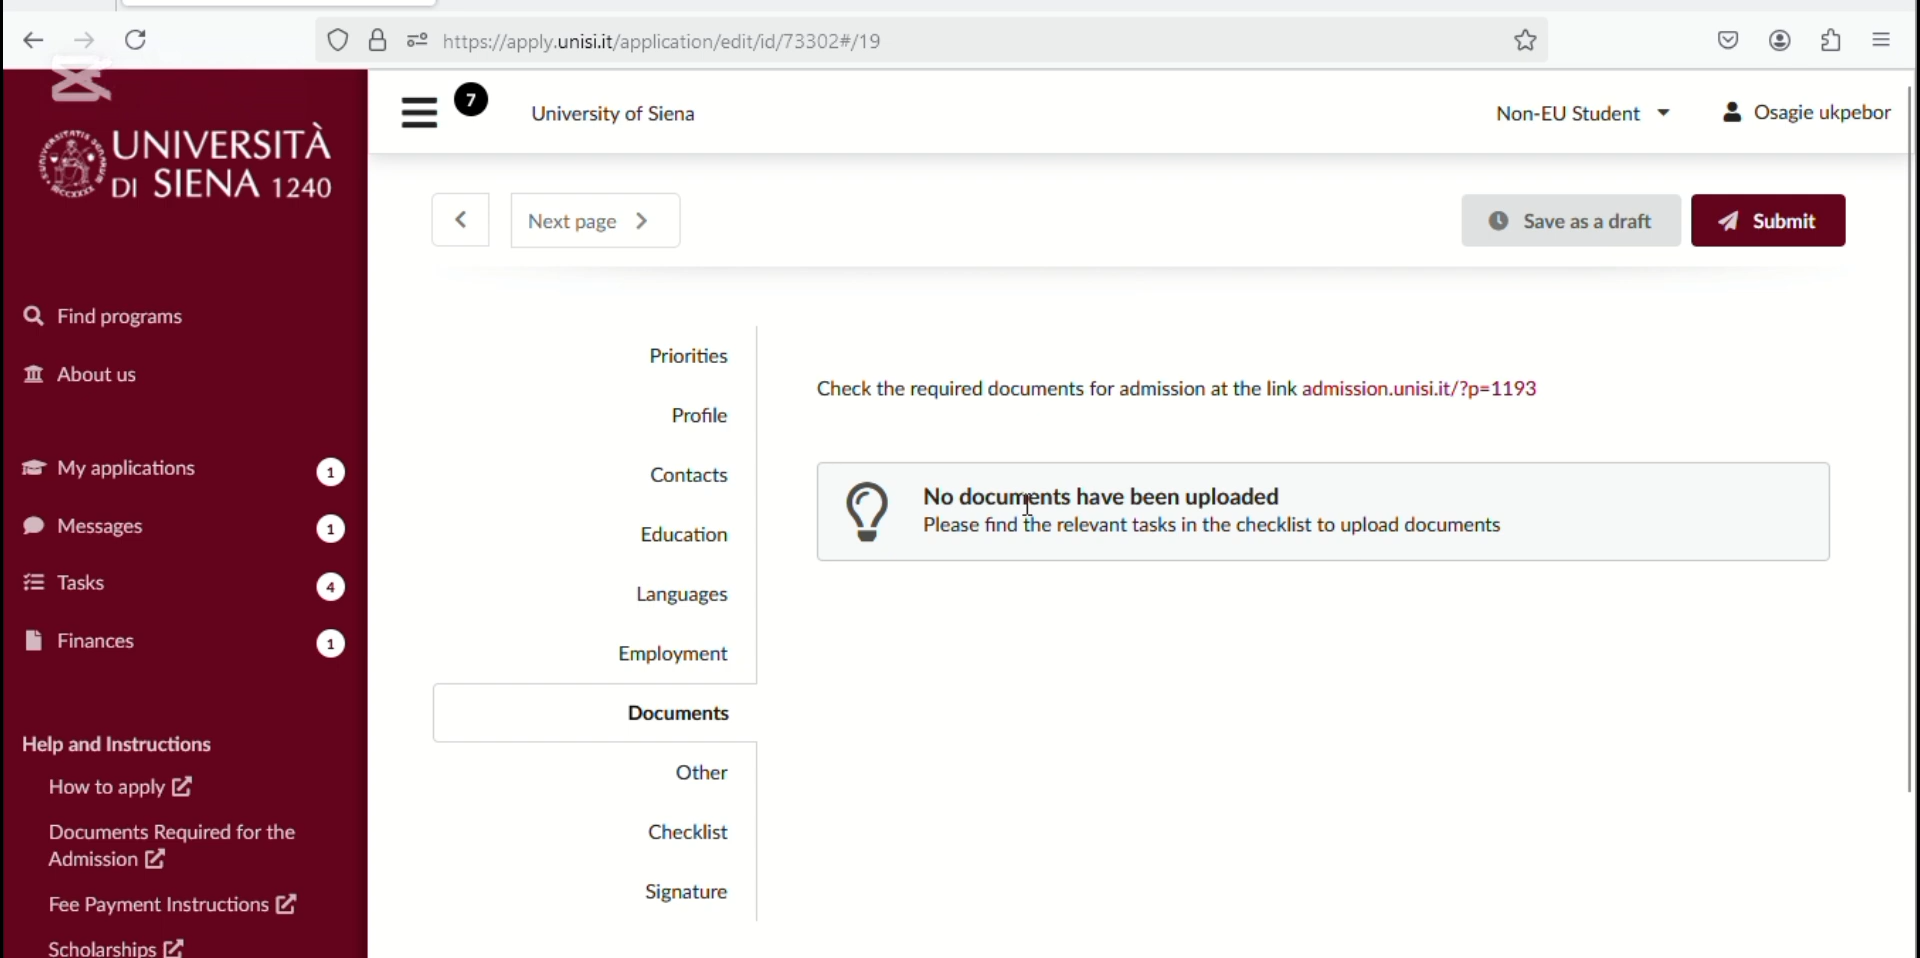 https://apply.unisi.it/application/edit/id/73302#/19
UNIVERSITÀ
DI SIENA 1240
7
University of Siena
Non-EU Student
Osagie ukpebor
Next page
Save as a draft
Submit
Find programs
About us
My applications 1
Messages 1
Tasks 4
Finances 1
Help and Instructions
How to apply
Documents Required for the
Admission
Fee Payment Instructions
Scholarships
Priorities
Profile
Contacts
Education
Languages
Employment
Documents
Other
Checklist
Signature
Check the required documents for admission at the link admission.unisi.it/?p=1193
No documents have been uploaded
Please find the relevant tasks in the checklist to upload documents